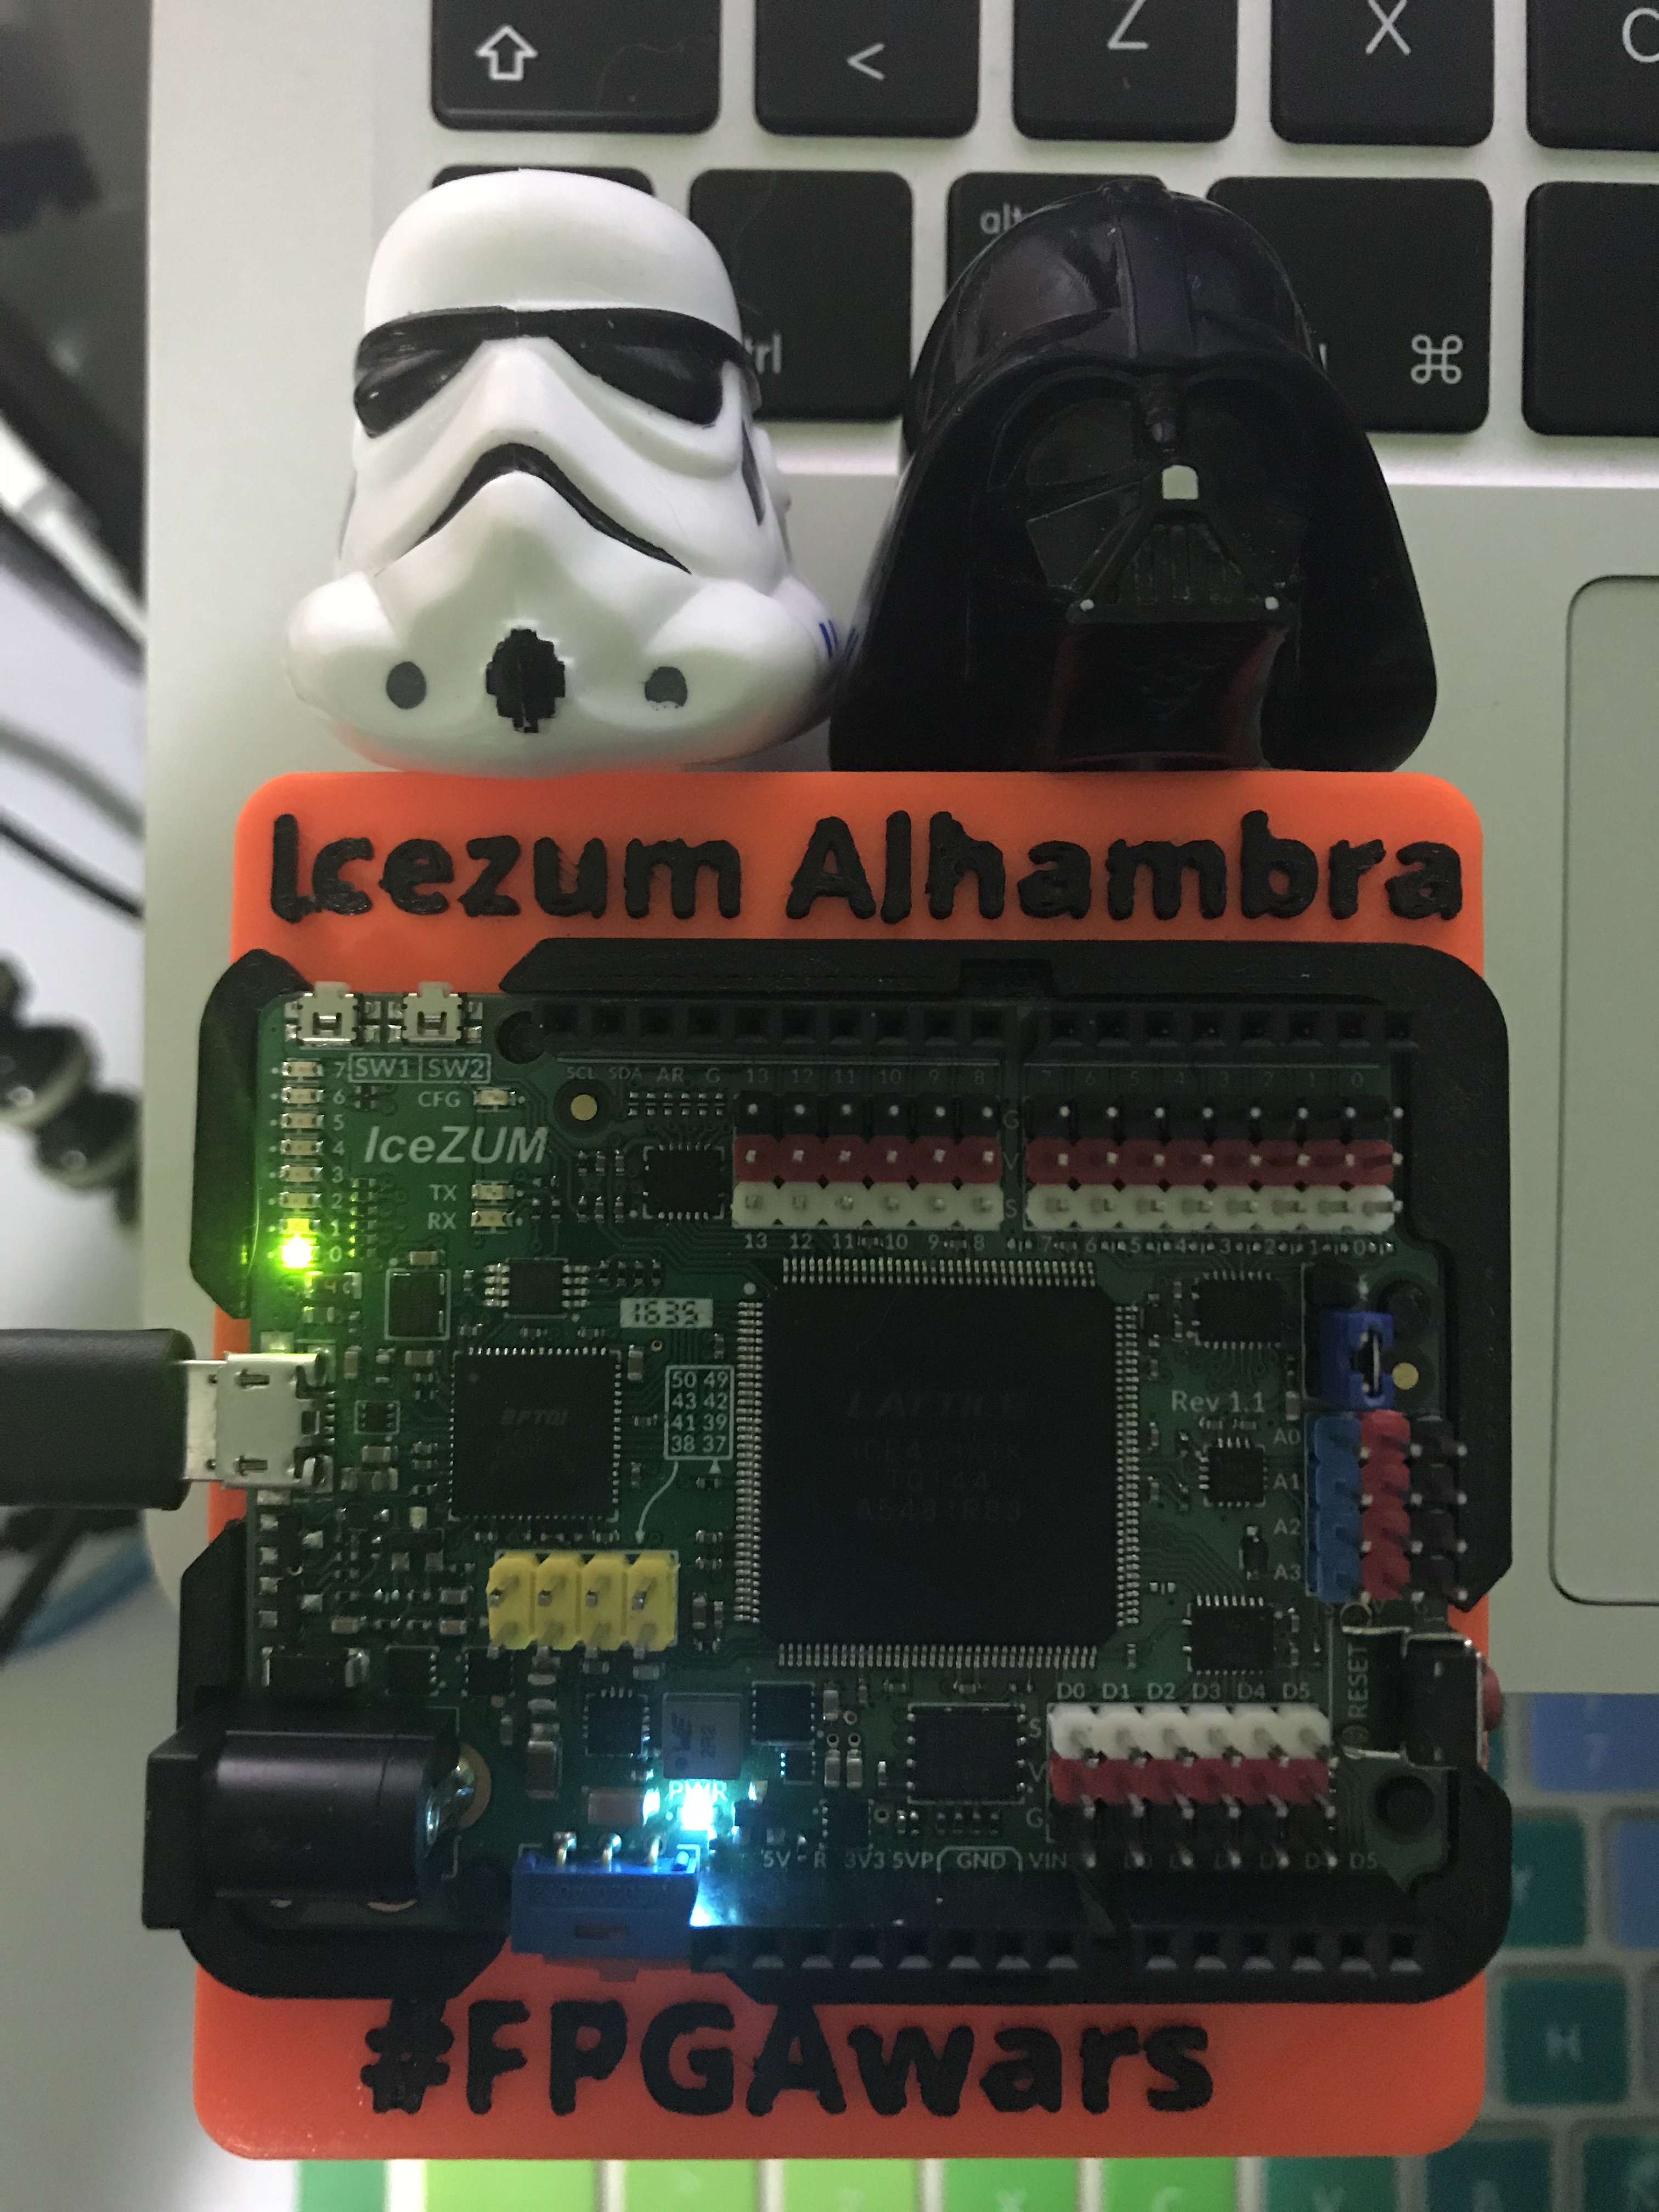 <
Z
X
alt
⌘
Icezum Alhambra
SW1 SW2
7
6
5
4
3
2
1
0
CFG
IceZUM
TX
RX
SCL SDA AR G 13 12 11 10 9 8 7 6 5 4 3 2 1 0
G
V
S
13 12 11 10 9 8 7 6 5 4 3 2 1 0
1635
50 49
43 42
41 39
38 37
LATTICE
Rev 1.1
A0
A1
A2
A3
RESET
D0 D1 D2 D3 D4 D5
S
V
G
PWR
5V R 3V3 5VP GND VIN
#FPGAwars